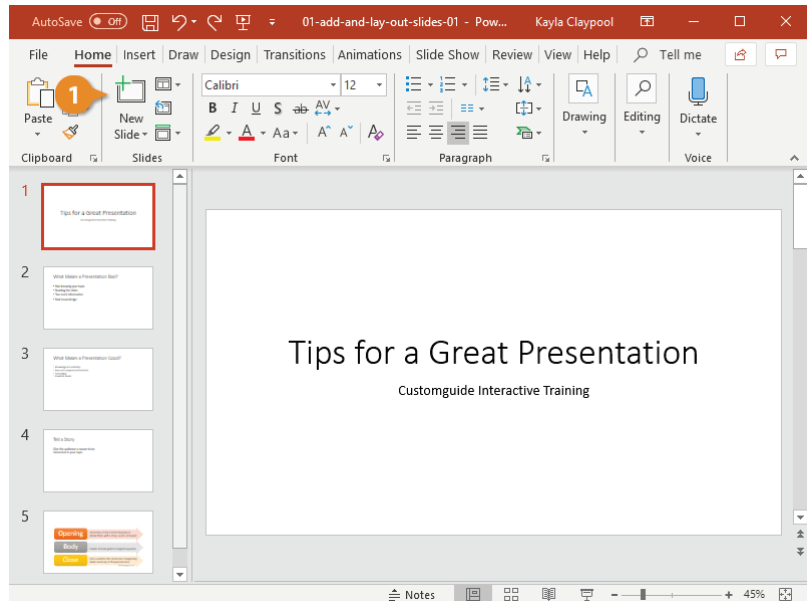 AutoSave Off 01-add-and-lay-out-slides-01 - Pow... Kayla Claypool
File Home Insert Draw Design Transitions Animations Slide Show Review View Help Tell me
1
Paste
New
Slide
Calibri 12
B I U S ab AV
A Aa A A A
Drawing
Editing
Dictate
Clipboard Slides Font Paragraph Voice
1
Tips for a Great Presentation
2
What Makes a Presentation Bad?
3
What Makes a Presentation Good?
4
Tell a Story
5
Opening
Body
Close
Tips for a Great Presentation
Customguide Interactive Training
Notes 45%